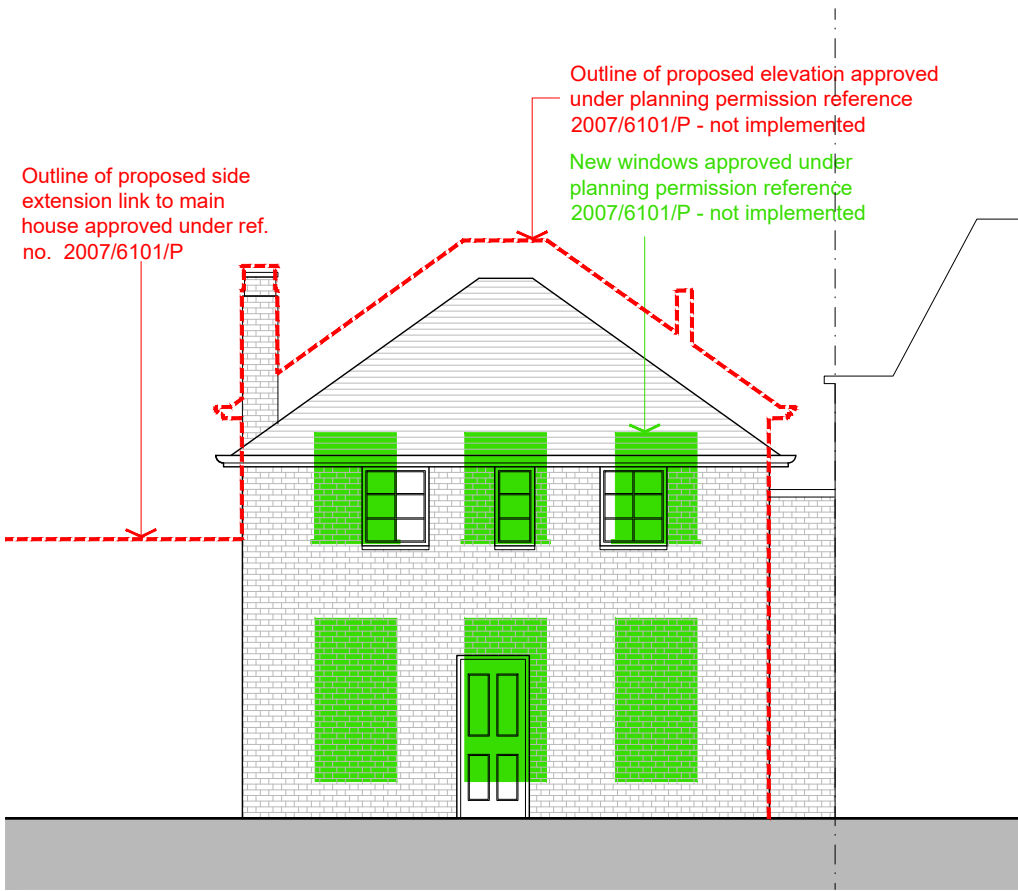 Outline of proposed elevation approved
under planning permission reference
2007/6101/P - not implemented
New windows approved under
planning permission reference
2007/6101/P - not implemented
Outline of proposed side
extension link to main
house approved under ref.
no.  2007/6101/P